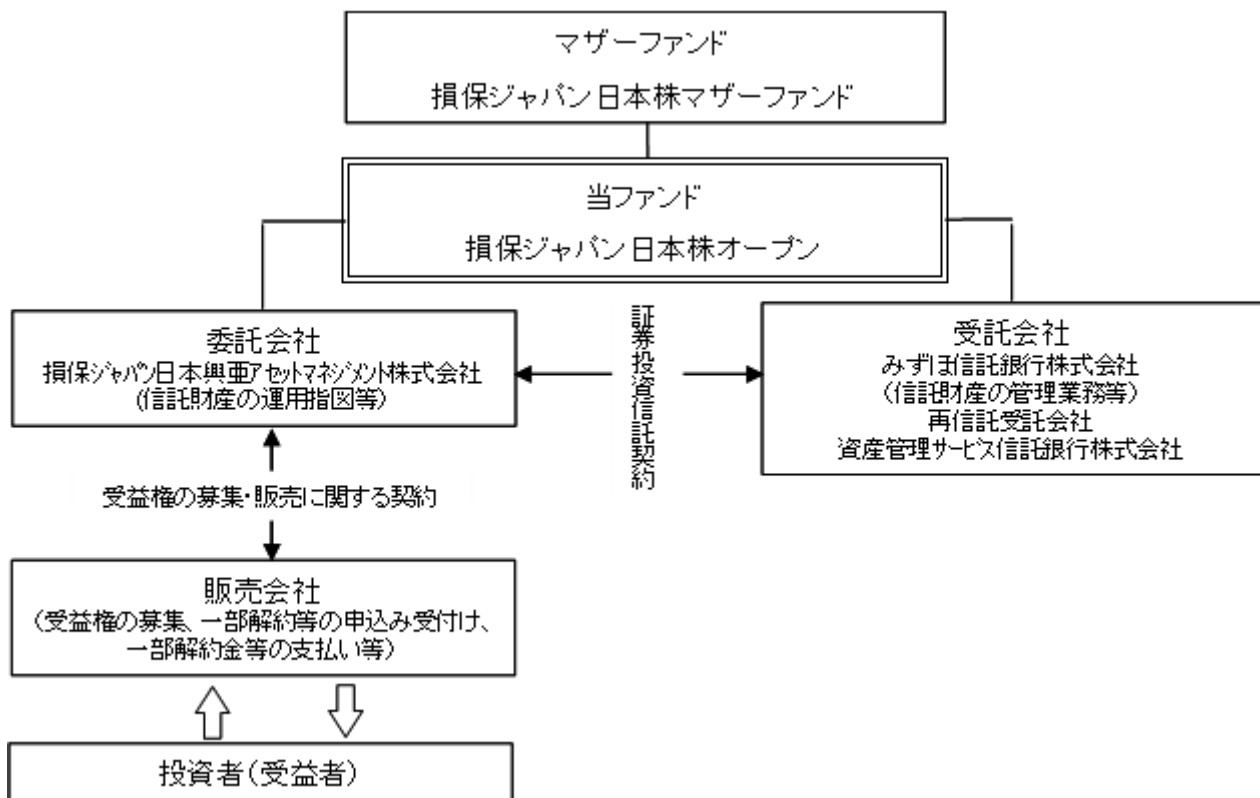 マザーファンド
損保ジャパン日本株マザーファンド
当ファンド
損保ジャパン日本株オープン
委託会社
損保ジャパン日本興亜アセットマネジメント株式会社
(信託財産の運用指図等)
証券投資信託契約
受託会社
みずほ信託銀行株式会社
(信託財産の管理業務等)
再信託受託会社
資産管理サービス信託銀行株式会社
受益権の募集・販売に関する契約
販売会社
(受益権の募集、一部解約等の申込み受付け、
一部解約金等の支払い等)
投資者(受益者)